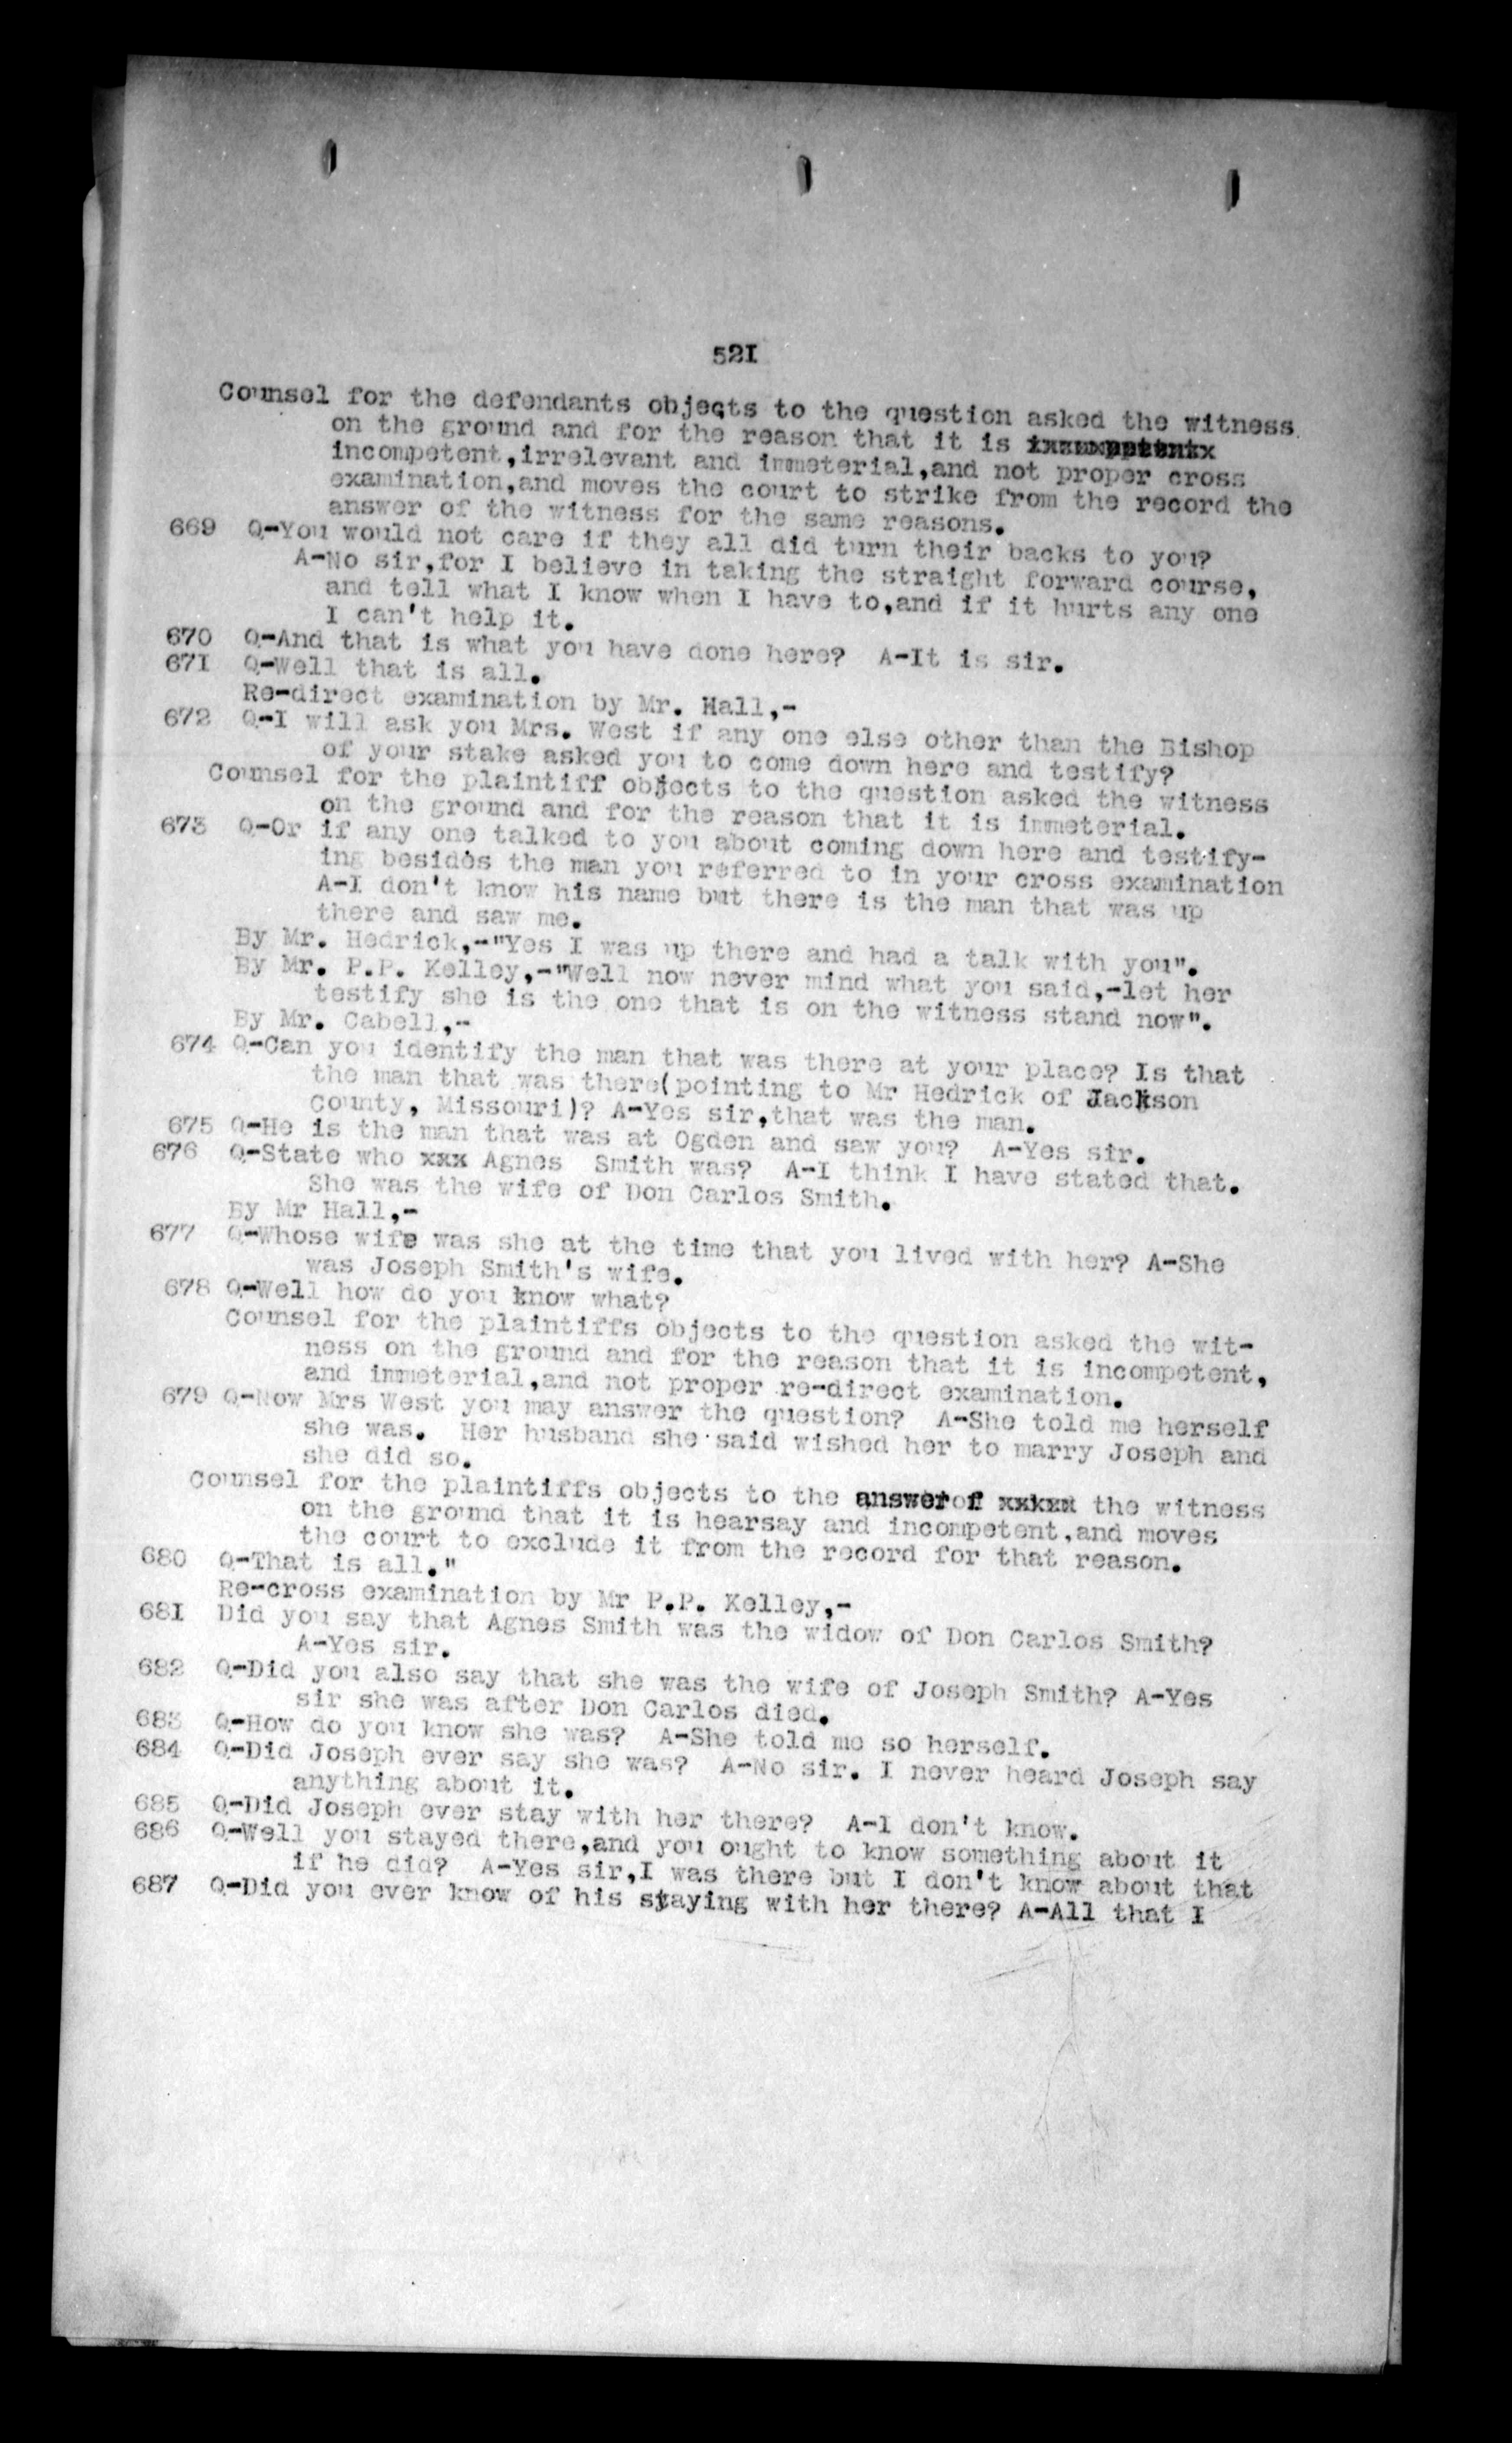 521
Counsel for the defendants objects to the question asked the witness
on the ground and for the reason that it is
incompetent,irrelevant and immeterial,and not proper cross
examination,and moves the court to strike from the record the
answer of the witness for the same reasons.
669 Q-You would not care if they all did turn their backs to you?
A-No sir,for I believe in taking the straight forward course,
and tell what I know when I have to,and if it hurts any one
I can't help it.
670 Q-And that is what you have done here? A-It is sir.
671 Q-Well that is all.
Re-direct examination by Mr. Hall,-
672 Q-I will ask you Mrs. West if any one else other than the Bishop
of your stake asked you to come down here and testify?
Counsel for the plaintiff objects to the question asked the witness
on the ground and for the reason that it is immeterial.
673 Q-Or if any one talked to you about coming down here and testify-
ing besides the man you referred to in your cross examination
A-I don't know his name but there is the man that was up
there and saw me.
By Mr. Hedrick,-"Yes I was up there and had a talk with you".
By Mr. P.P. Kelley,-"Well now never mind what you said,-let her
testify she is the one that is on the witness stand now".
By Mr. Cabell,-
674 Q-Can you identify the man that was there at your place? Is that
the man that was there(pointing to Mr Hedrick of Jackson
County, Missouri)? A-Yes sir,that was the man.
675 Q-He is the man that was at Ogden and saw you? A-Yes sir.
676 Q-State who xxx Agnes Smith was? A-I think I have stated that.
She was the wife of Don Carlos Smith.
By Mr Hall,-
677 Q-Whose wife was she at the time that you lived with her? A-She
was Joseph Smith's wife.
678 Q-Well how do you know what?
Counsel for the plaintiffs objects to the question asked the wit-
ness on the ground and for the reason that it is incompetent,
and immeterial,and not proper re-direct examination.
679 Q-Now Mrs West you may answer the question? A-She told me herself
she was. Her husband she said wished her to marry Joseph and
she did so.
Counsel for the plaintiffs objects to the answer of the witness
on the ground that it is hearsay and incompetent,and moves
the court to exclude it from the record for that reason.
680 Q-That is all."
Re-cross examination by Mr P.P. Kelley,-
681 Did you say that Agnes Smith was the widow of Don Carlos Smith?
A-Yes sir.
682 Q-Did you also say that she was the wife of Joseph Smith? A-Yes
sir she was after Don Carlos died.
683 Q-How do you know she was? A-She told me so herself.
684 Q-Did Joseph ever say she was? A-No sir. I never heard Joseph say
anything about it.
685 Q-Did Joseph ever stay with her there? A-I don't know.
686 Q-Well you stayed there,and you ought to know something about it
if he did? A-Yes sir,I was there but I don't know about that
687 Q-Did you ever know of his staying with her there? A-All that I